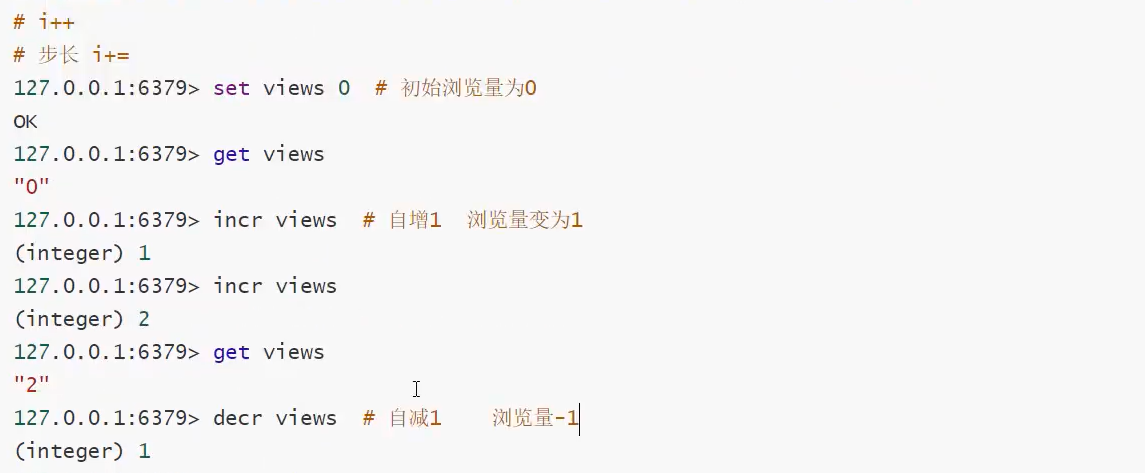 # i++
# 步长 i+=
127.0.0.1:6379> set views 0  # 初始浏览量为0
OK
127.0.0.1:6379> get views
"0"
127.0.0.1:6379> incr views  # 自增1  浏览量变为1
(integer) 1
127.0.0.1:6379> incr views
(integer) 2
127.0.0.1:6379> get views
"2"
127.0.0.1:6379> decr views  # 自减1    浏览量-1
(integer) 1